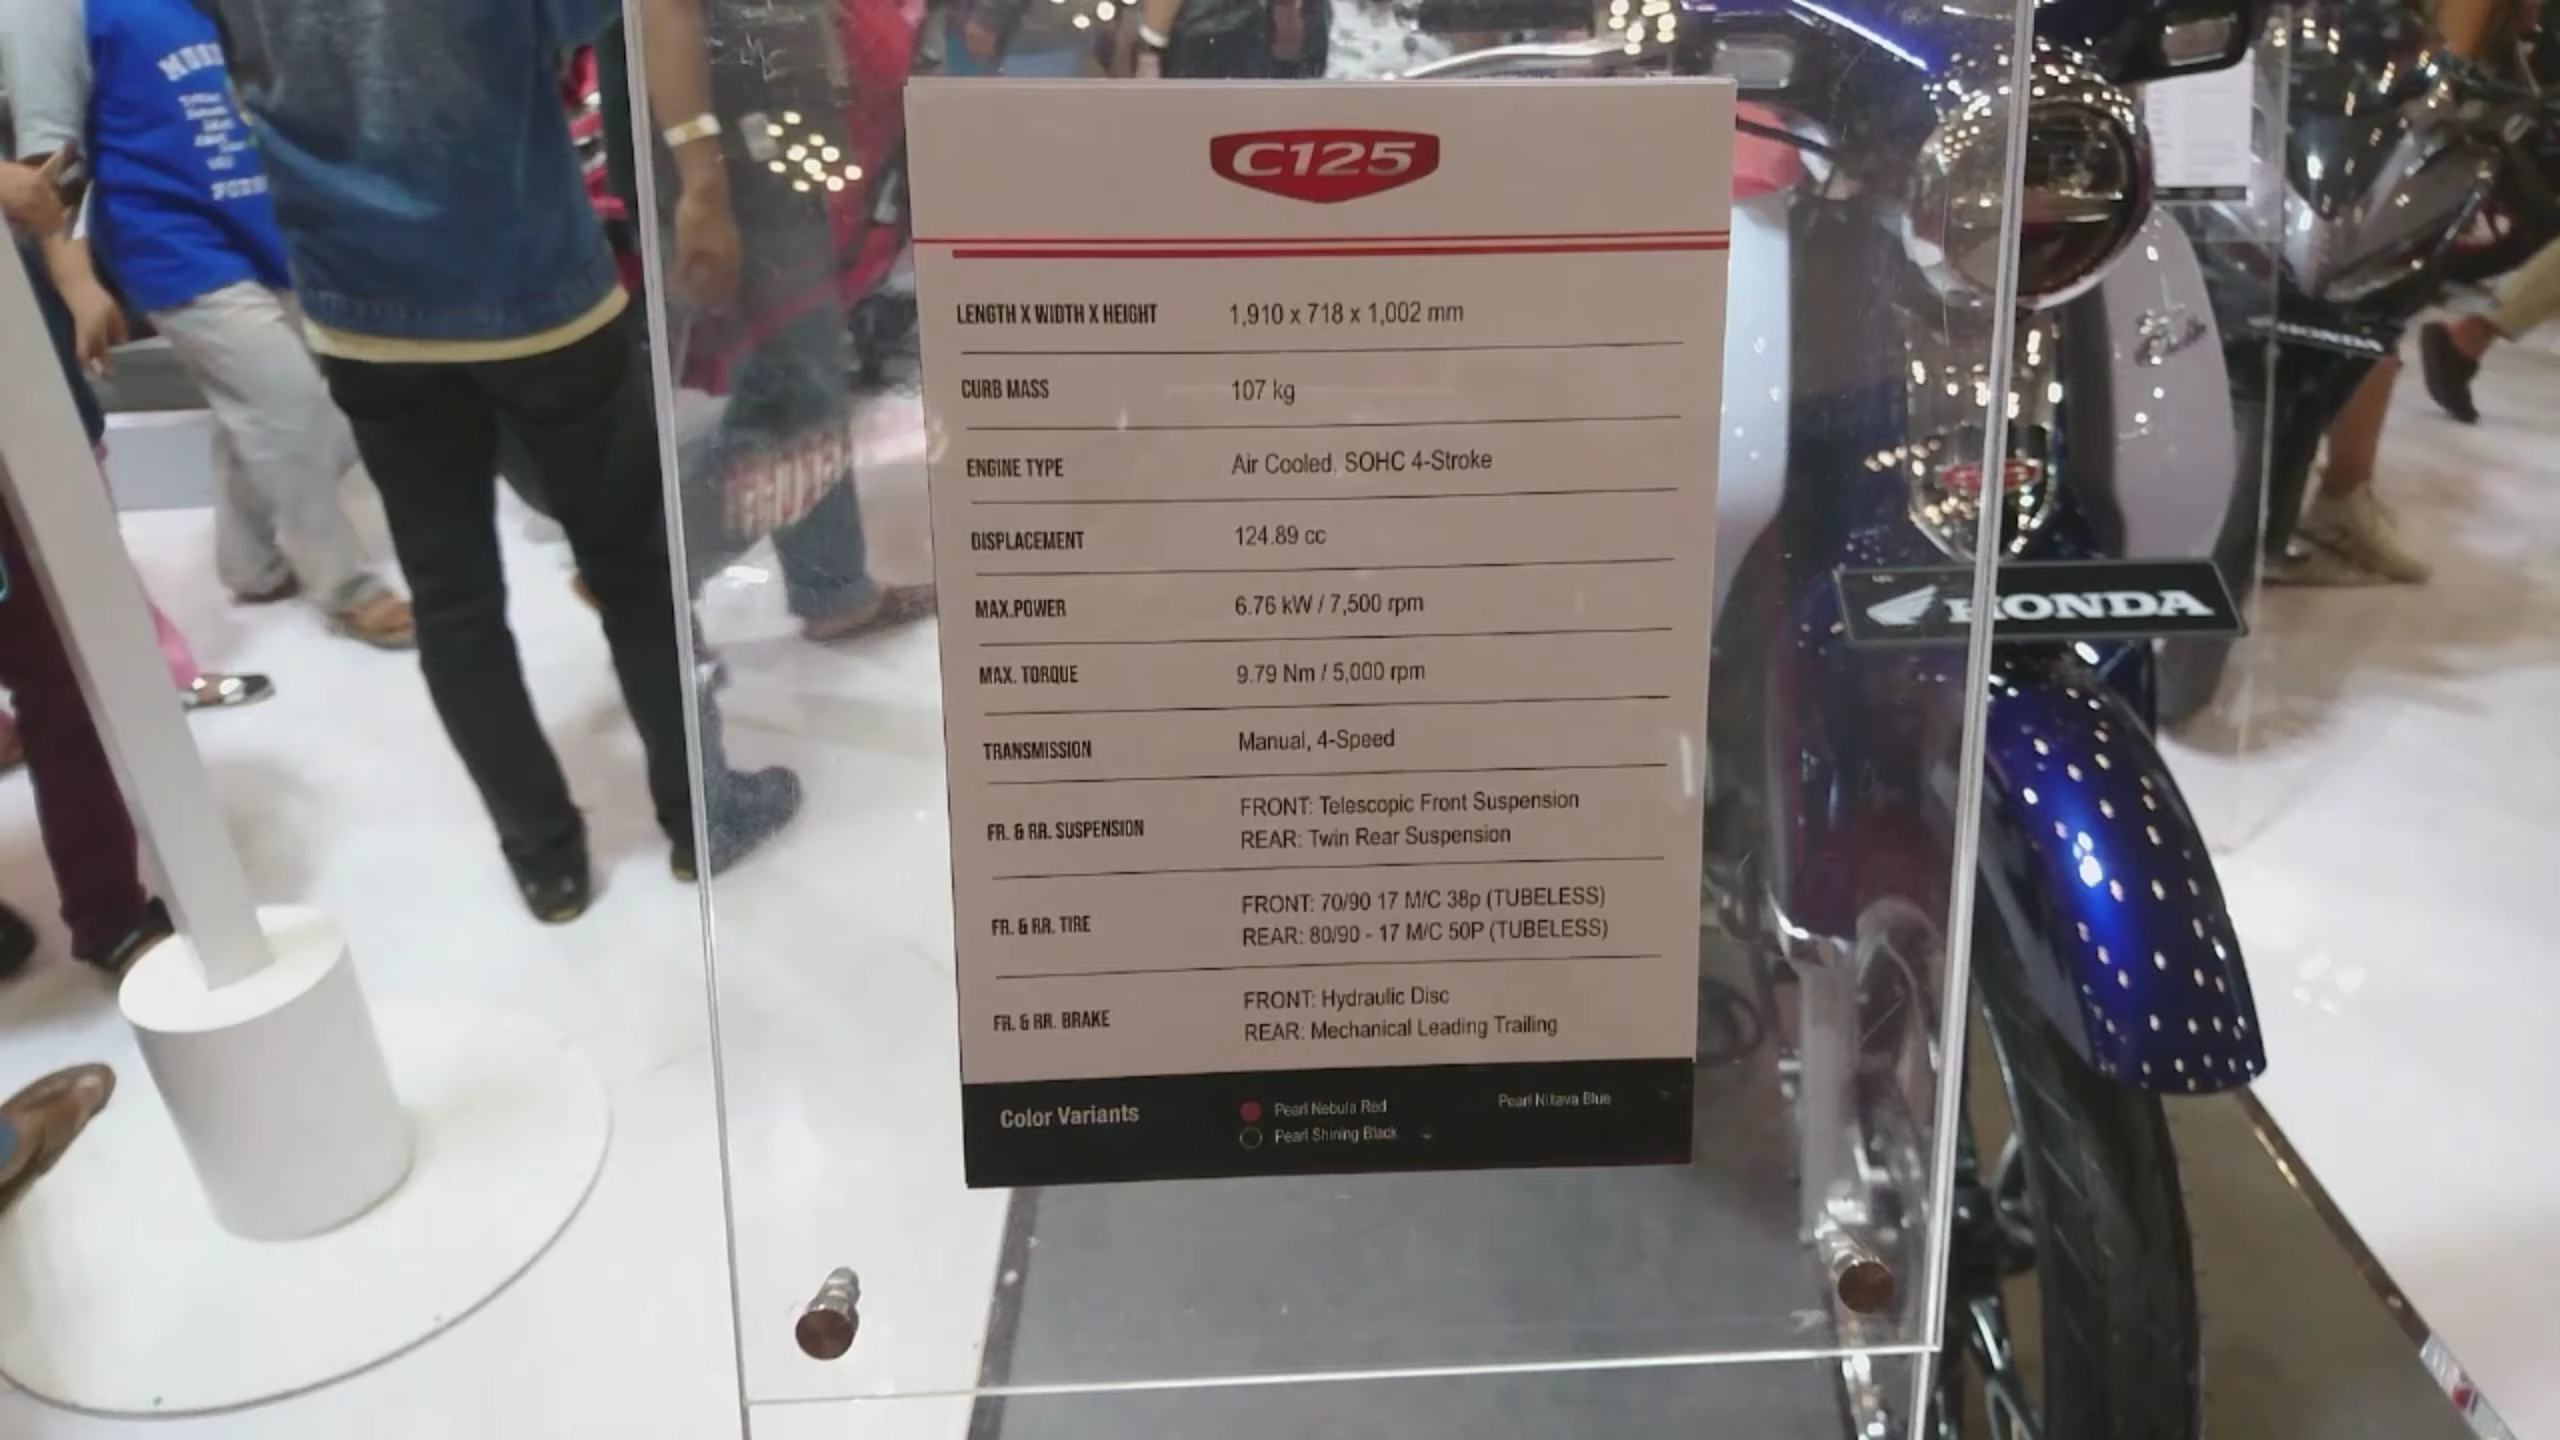 C125
LENGTH X WIDTH X HEIGHT 1,910 x 718 x 1,002 mm
CURB MASS 107 kg
ENGINE TYPE Air Cooled, SOHC 4-Stroke
DISPLACEMENT 124.89 cc
MAX.POWER 6.76 kW / 7,500 rpm
MAX. TORQUE 9.79 Nm / 5,000 rpm
TRANSMISSION Manual, 4-Speed
FR. & RR. SUSPENSION FRONT: Telescopic Front Suspension
REAR: Twin Rear Suspension
FR. & RR. TIRE FRONT: 70/90 17 M/C 38p (TUBELESS)
REAR: 80/90 - 17 M/C 50P (TUBELESS)
FR. & RR. BRAKE FRONT: Hydraulic Disc
REAR: Mechanical Leading Trailing
Color Variants Pearl Nebula Red Pearl Niltava Blue
Pearl Shining Black
HONDA
HONDA